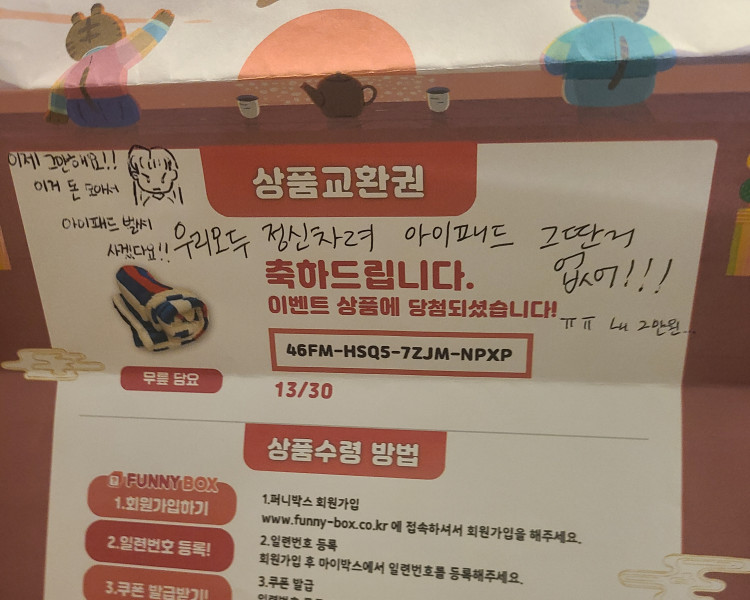 이제! 그만해요!!
이거 돈 모아서
아이패드 벌써
사겠다요!!
상품교환권
우리모두 정신차려 아이패드 그딴거
없어!!!
축하드립니다.
이벤트 상품에 당첨되셨습니다!
ㅠㅠ 내 2만원...
46FM-HSQ5-7ZJM-NPXP
무릎 담요
13/30
상품수령 방법
FUNNY BOX
1.회원가입하기
2.일련번호 등록!
3.쿠폰 발급받기!
1.퍼니박스 회원가입
www.funny-box.co.kr 에 접속하셔서 회원가입을 해주세요.
2.일련번호 등록
회원가입 후 마이박스에서 일련번호를 등록해주세요.
3.쿠폰 발급